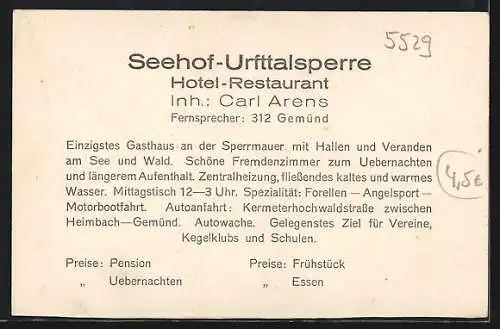 5529
Seehof-Urfttalsperre
Hotel-Restaurant
Inh.: Carl Arens
Fernsprecher: 312 Gemünd
Einzigstes Gasthaus an der Sperrmauer mit Hallen und Veranden
am See und Wald. Schöne Fremdenzimmer zum Uebernachten
und längerem Aufenthalt. Zentralheizung, fließendes kaltes und warmes
Wasser. Mittagstisch 12—3 Uhr. Spezialität: Forellen — Angelsport —
Motorbootfahrt. Autoanfahrt: Kermeterhochwaldstraße zwischen
Heimbach—Gemünd. Autowache. Gelegenstes Ziel für Vereine,
Kegelklubs und Schulen.
4,5€
Preise: Pension Preise: Frühstück
„ Uebernachten „ Essen